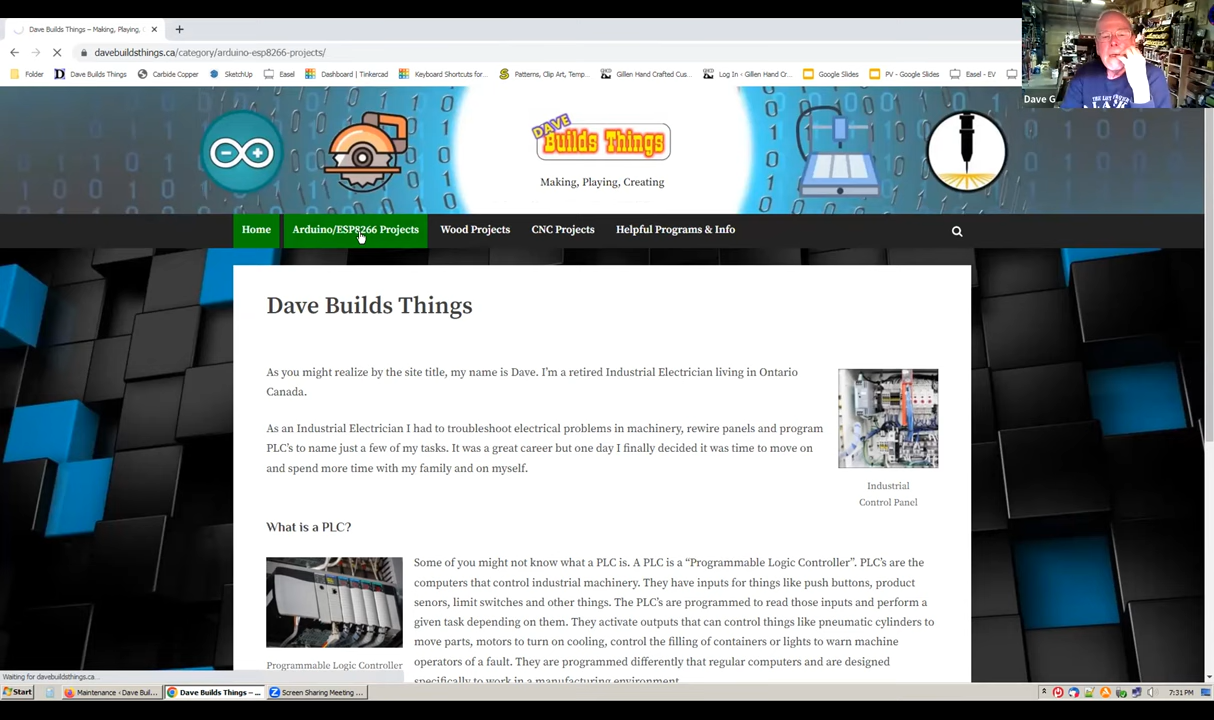 Dave Builds Things – Making, Playing, C
davebuildsthings.ca/category/arduino-esp8266-projects/
Folder Dave Builds Things Carbide Copper SketchUp Easel Dashboard | Tinkercad Keyboard Shortcuts for... Patterns, Clip Art, Temp... Gillen Hand Crafted Cus... Log In ‹ Gillen Hand Cr... Google Slides PV - Google Slides Easel - EV
Dave G
DAVE
Builds Things
Making, Playing, Creating
Home Arduino/ESP8266 Projects Wood Projects CNC Projects Helpful Programs & Info
Dave Builds Things
As you might realize by the site title, my name is Dave. I'm a retired Industrial Electrician living in Ontario
Canada.
As an Industrial Electrician I had to troubleshoot electrical problems in machinery, rewire panels and program
PLC's to name just a few of my tasks. It was a great career but one day I finally decided it was time to move on
and spend more time with my family and on myself.
Industrial
Control Panel
What is a PLC?
Some of you might not know what a PLC is. A PLC is a “Programmable Logic Controller”. PLC's are the
computers that control industrial machinery. They have inputs for things like push buttons, product
senors, limit switches and other things. The PLC's are programmed to read those inputs and perform a
given task depending on them. They activate outputs that can control things like pneumatic cylinders to
move parts, motors to turn on cooling, control the filling of containers or lights to warn machine
operators of a fault. They are programmed differently that regular computers and are designed
specifically to work in a manufacturing environment.
Programmable Logic Controller
Waiting for davebuildsthings.ca...
Start Maintenance ‹ Dave Buil... Dave Builds Things – ... Screen Sharing Meeting ... 7:31 PM